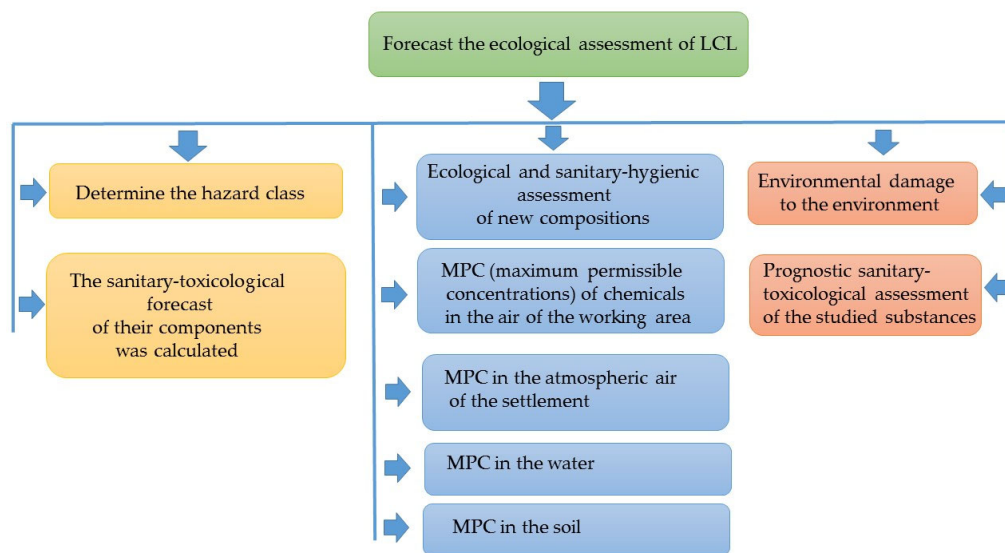 Forecast the ecological assessment of LCL
Determine the hazard class
The sanitary-toxicological
forecast
of their components
was calculated
Ecological and sanitary-hygienic
assessment
of new compositions
MPC (maximum permissible
concentrations) of chemicals
in the air of the working area
MPC in the atmospheric air
of the settlement
MPC in the water
MPC in the soil
Environmental damage
to the environment
Prognostic sanitary-
toxicological assessment
of the studied substances